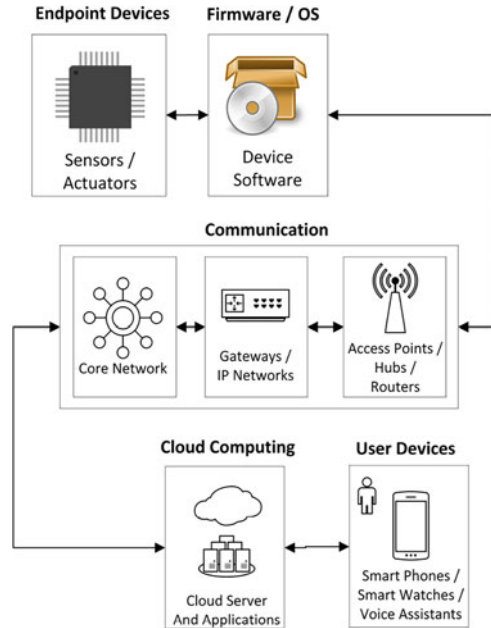 Endpoint Devices
Firmware / OS
Sensors /
Actuators
Device
Software
Communication
Core Network
Gateways /
IP Networks
Access Points /
Hubs /
Routers
Cloud Computing
User Devices
Cloud Server
And Applications
Smart Phones /
Smart Watches /
Voice Assistants